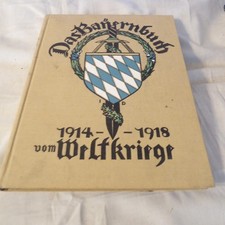 Das Bayernbuch
1914 - 1918
vom Weltkriege